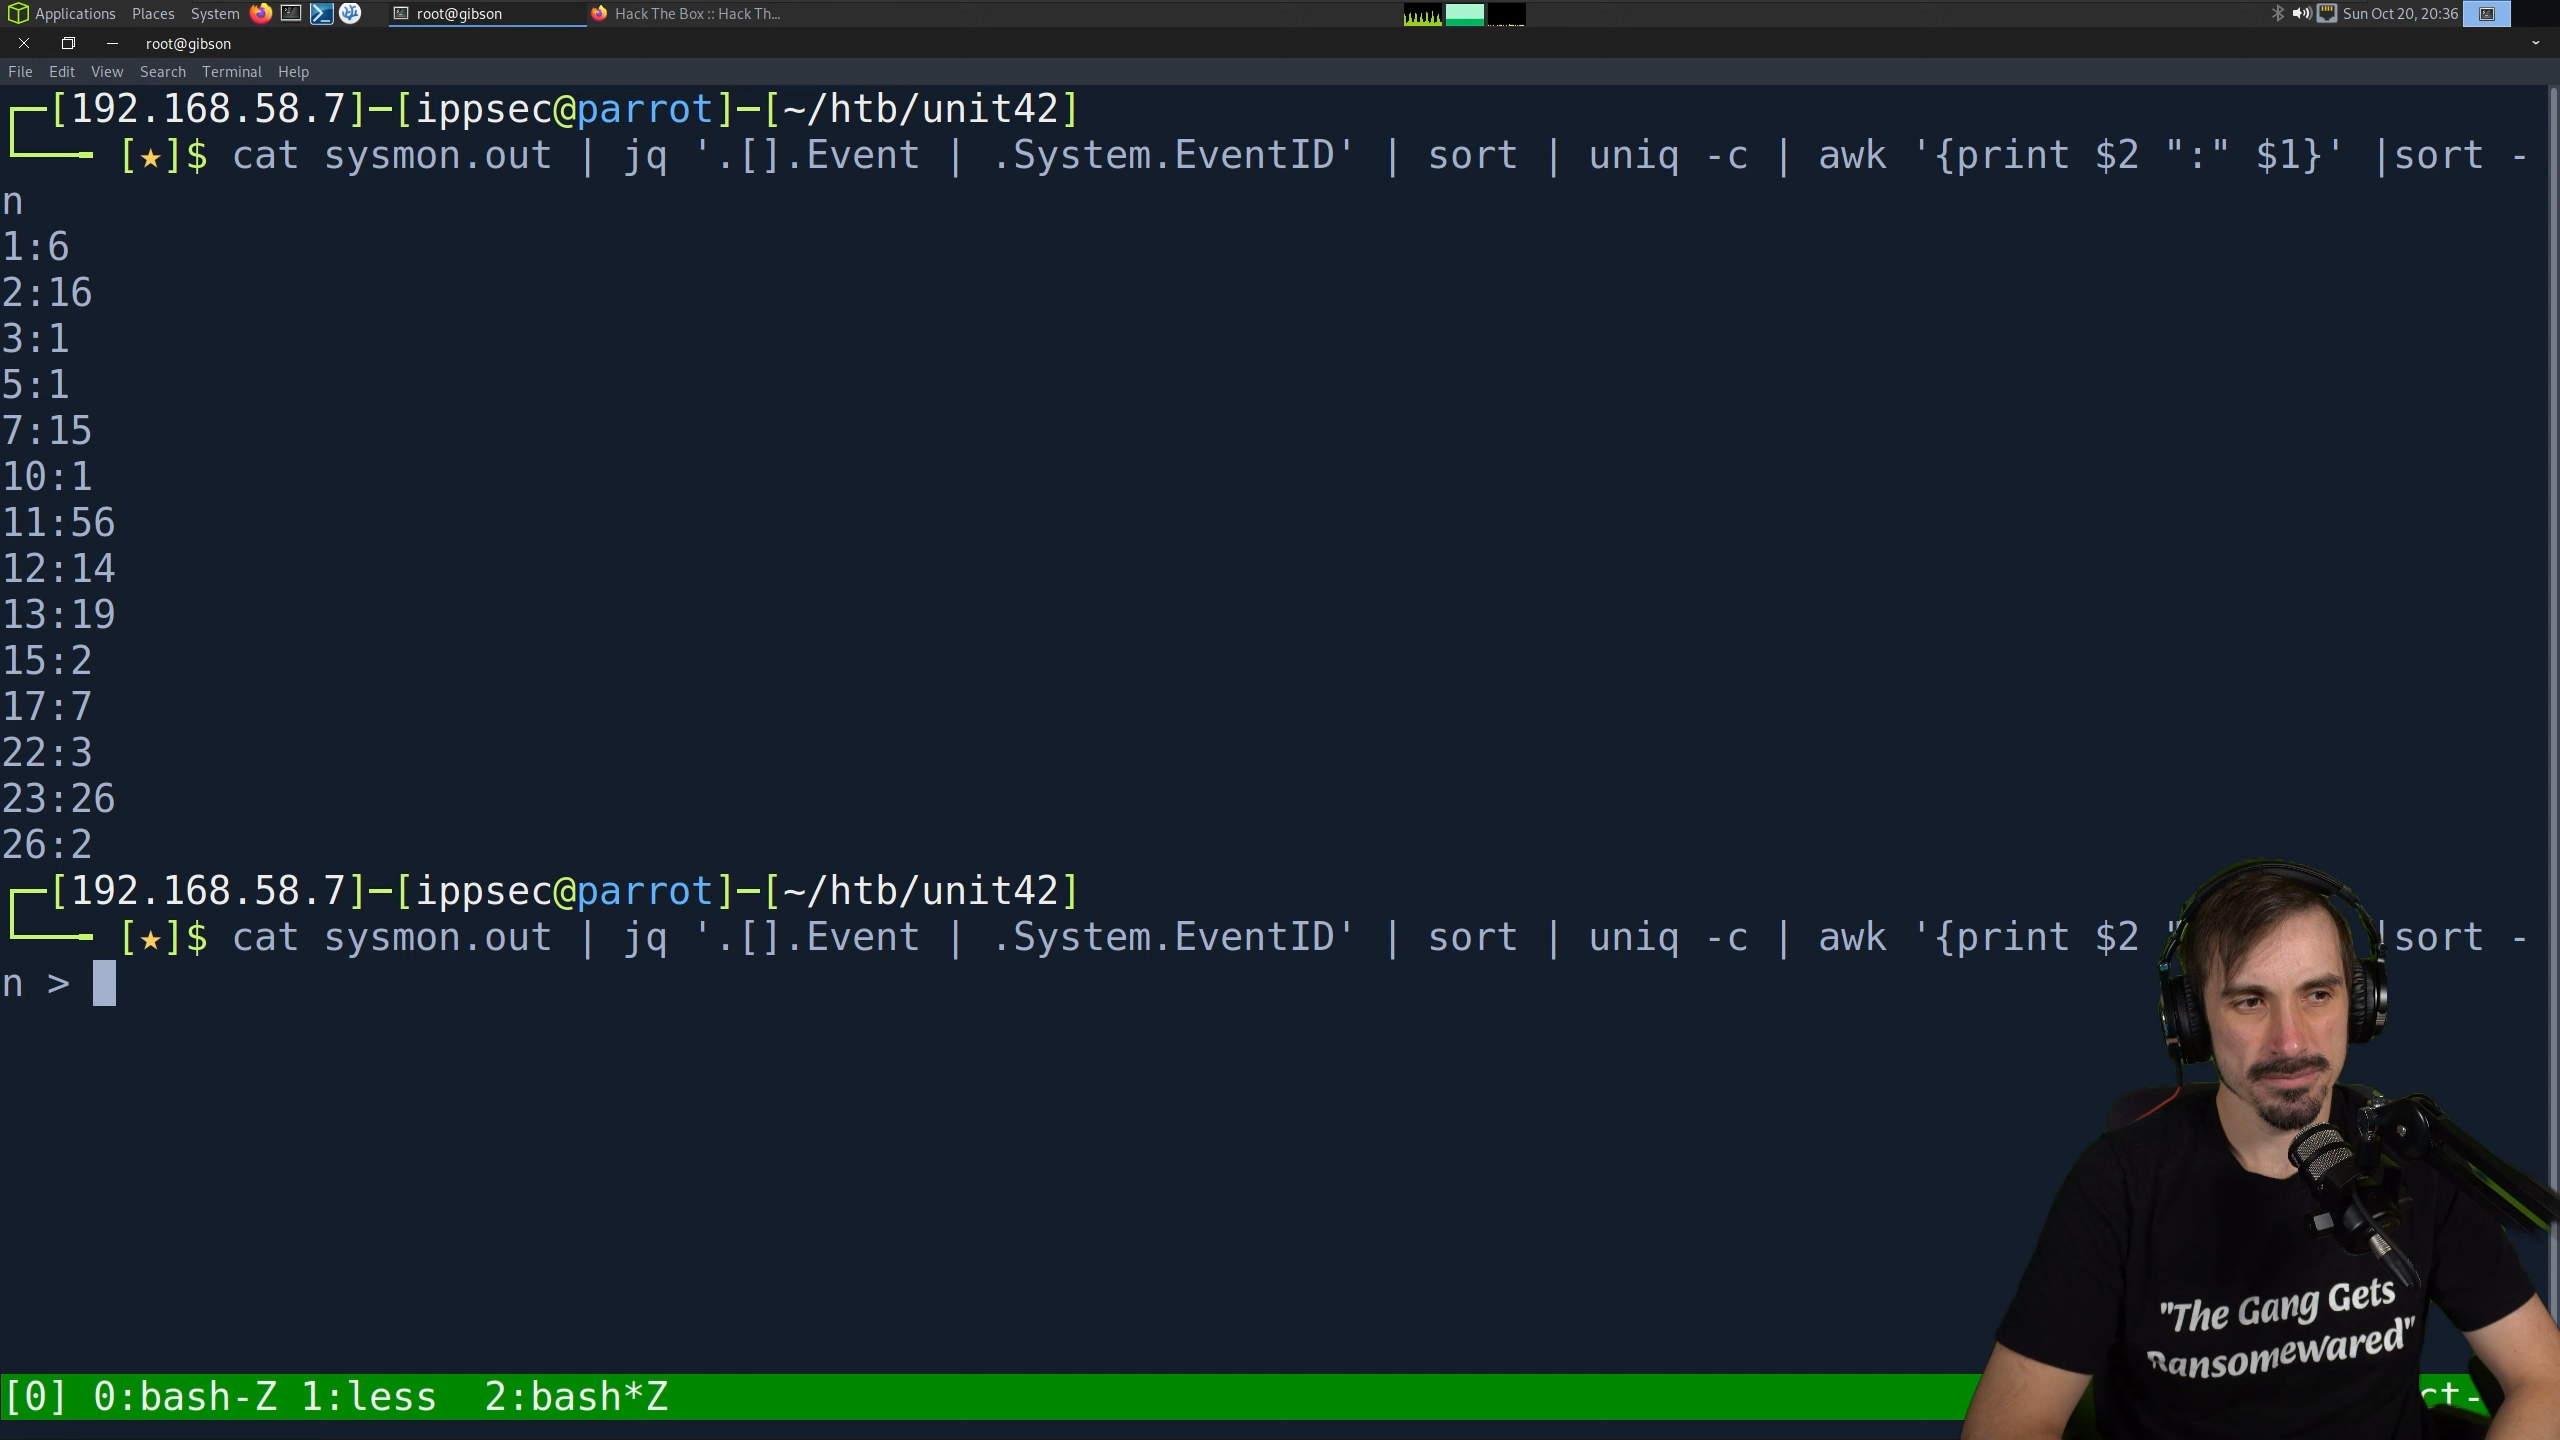 Applications Places System root@gibson Hack The Box :: Hack Th... Sun Oct 20, 20:36
root@gibson
File Edit View Search Terminal Help
[192.168.58.7]─[ippsec@parrot]─[~/htb/unit42]
[★]$ cat sysmon.out | jq '.[].Event | .System.EventID' | sort | uniq -c | awk '{print $2 ":" $1}' |sort -
n
1:6
2:16
3:1
5:1
7:15
10:1
11:56
12:14
13:19
15:2
17:7
22:3
23:26
26:2
[192.168.58.7]─[ippsec@parrot]─[~/htb/unit42]
[★]$ cat sysmon.out | jq '.[].Event | .System.EventID' | sort | uniq -c | awk '{print $2 " |sort -
n >
"The Gang Gets
Ransomewared"
[0] 0:bash-Z 1:less 2:bash*Z ct-